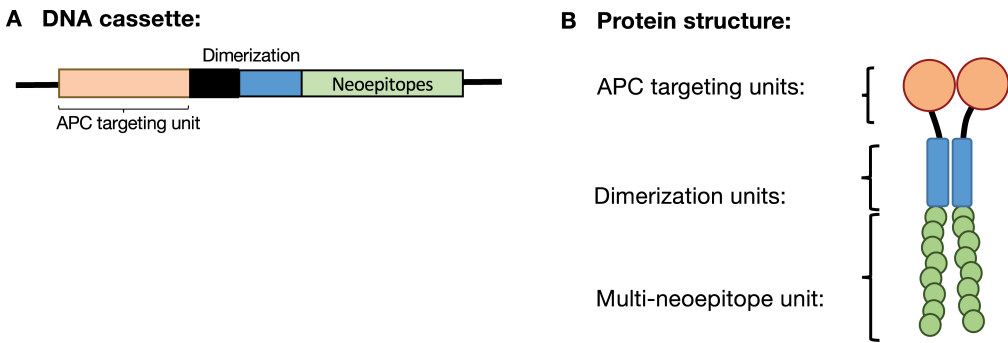 A DNA cassette:
Dimerization
Neoepitopes
APC targeting unit
B Protein structure:
APC targeting units:
Dimerization units:
Multi-neoepitope unit: